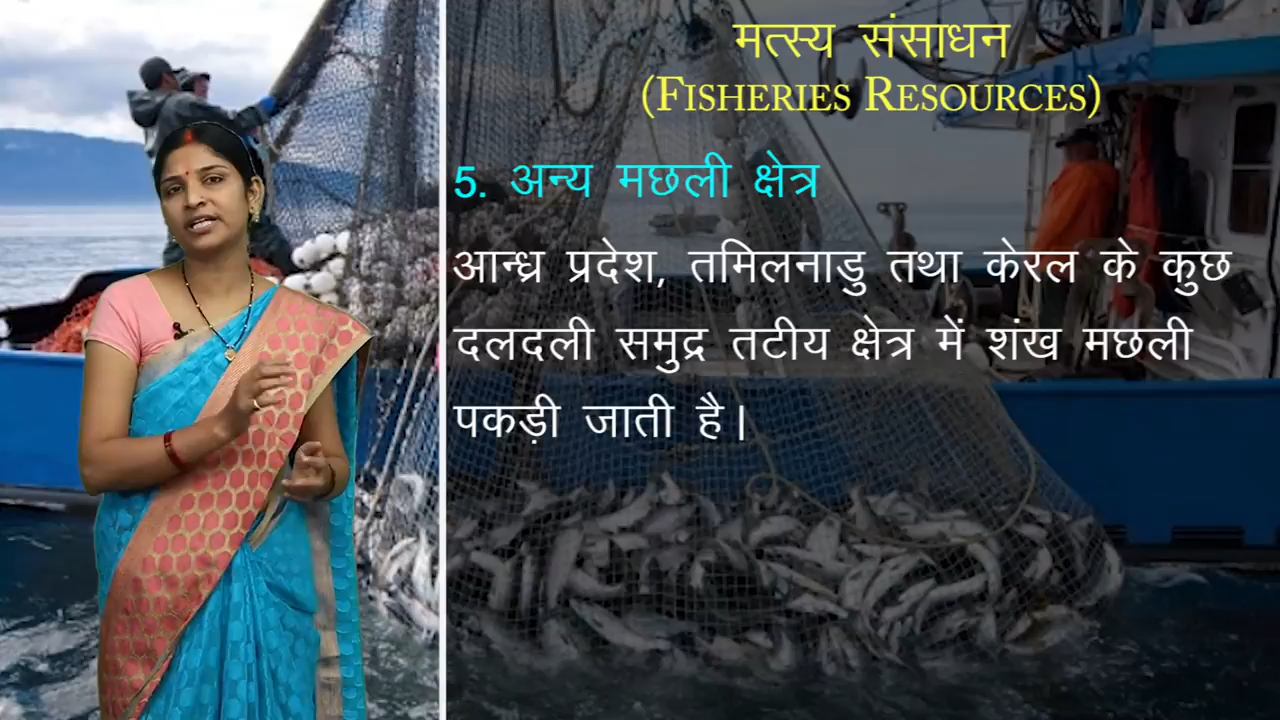 मत्स्य संसाधन
(FISHERIES RESOURCES)
5. अन्य मछली क्षेत्र
आन्ध्र प्रदेश, तमिलनाडु तथा केरल के कुछ
दलदली समुद्र तटीय क्षेत्र में शंख मछली
पकड़ी जाती है।